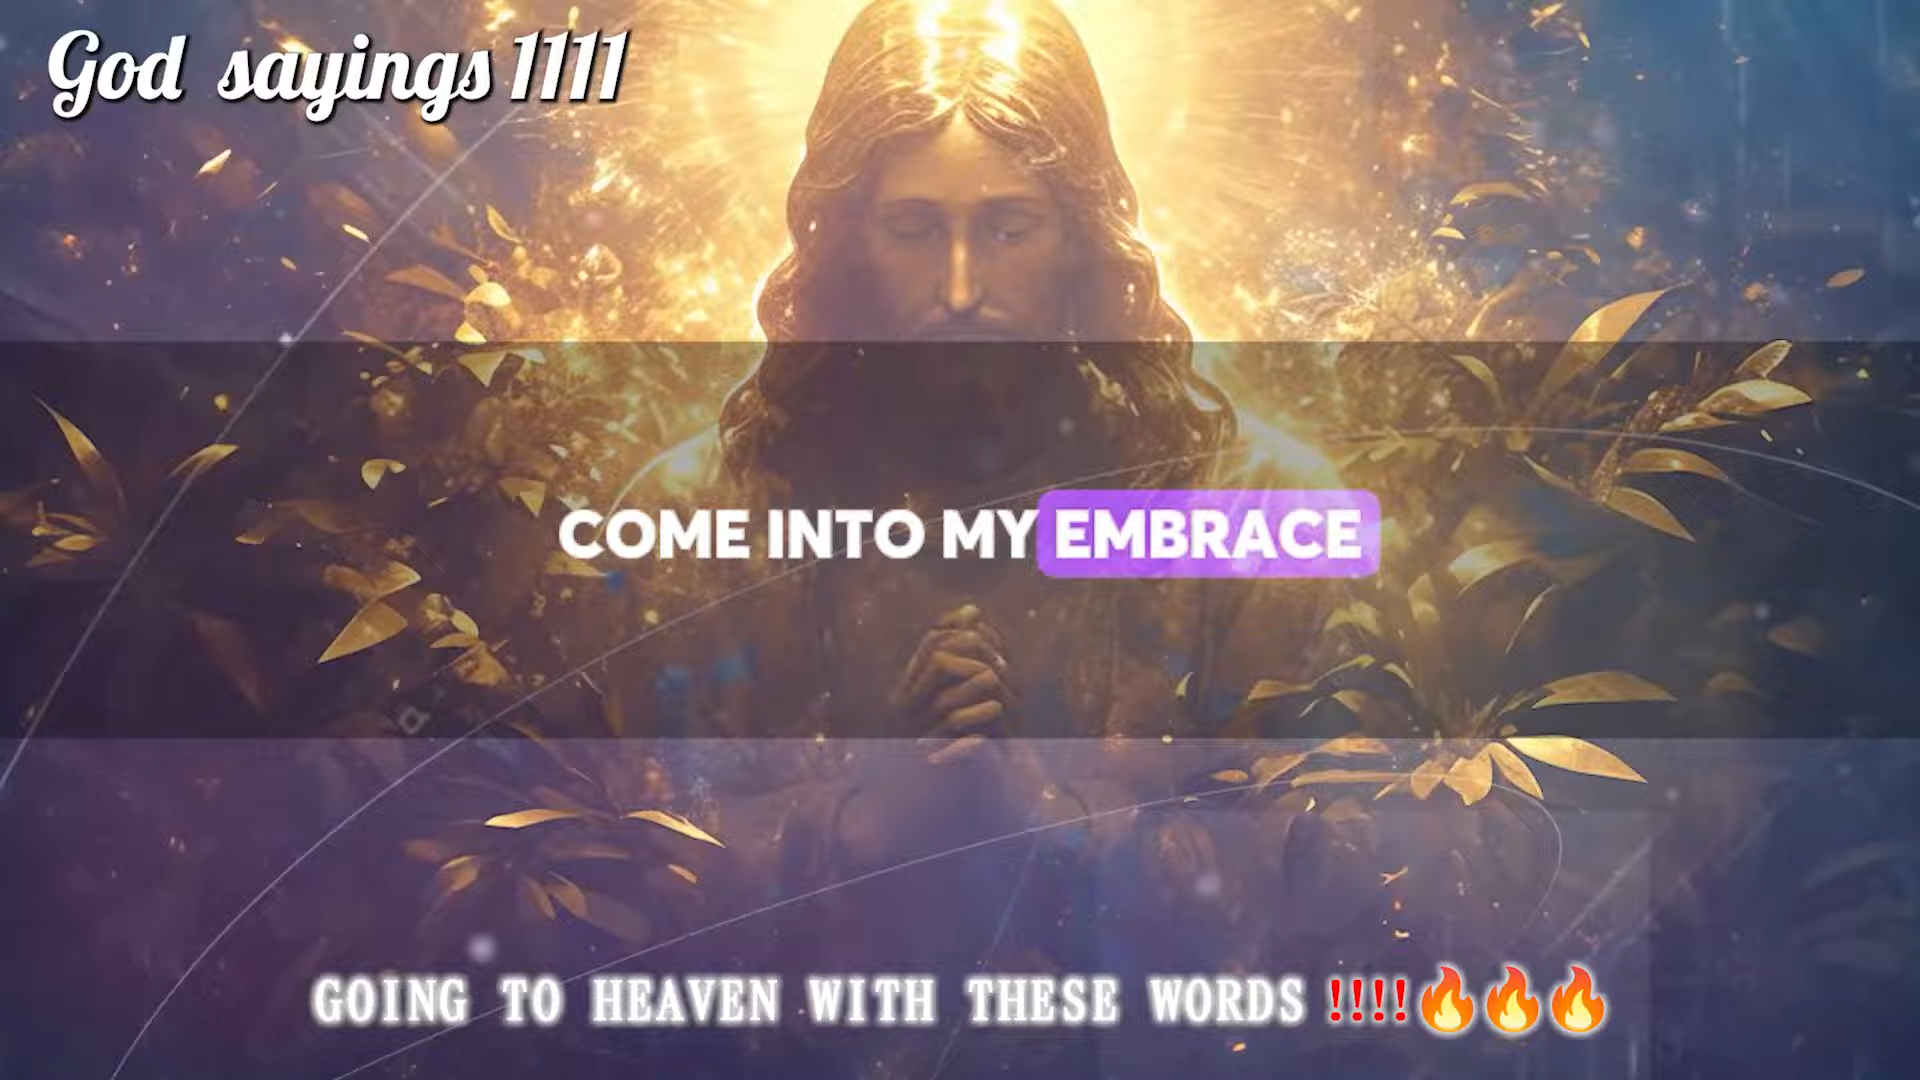 God sayings 1111
COME INTO MY EMBRACE
GOING TO HEAVEN WITH THESE WORDS !!!!🔥🔥🔥